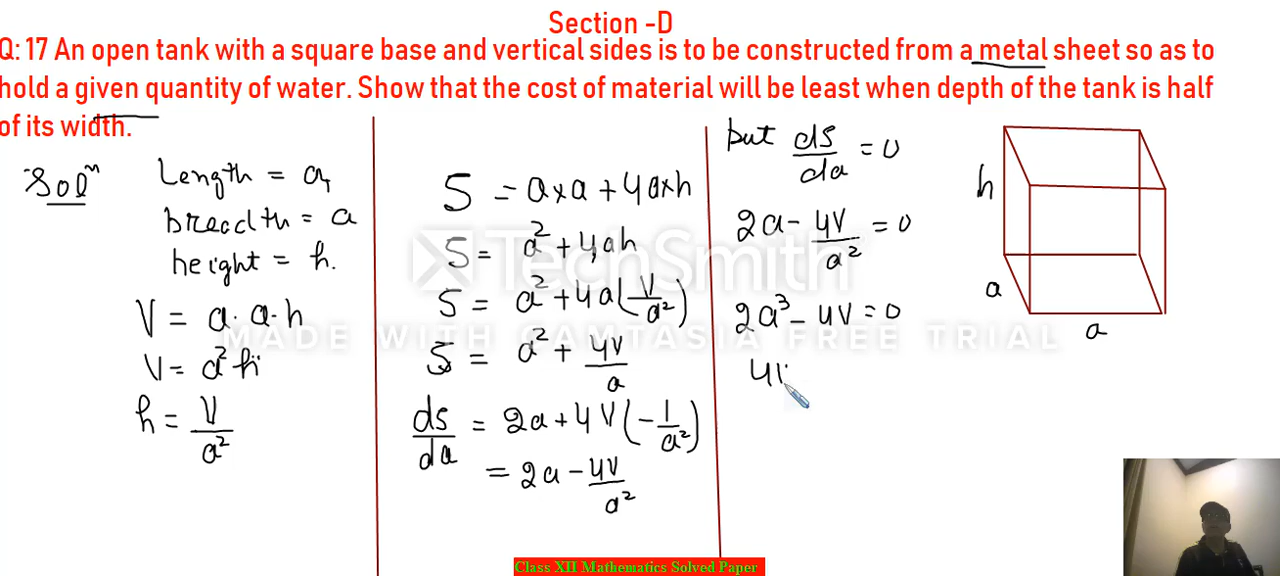 Section -D
Q: 17 An open tank with a square base and vertical sides is to be constructed from a metal sheet so as to
hold a given quantity of water. Show that the cost of material will be least when depth of the tank is half
of its width.
Solⁿ
Length = a,
breadth = a
height = h.
V = a. a. h
V = a²h
h = V/a²
S = a×a + 4a×h
S = a² + 4ah
S = a² + 4a(V/a²)
S = a² + 4V/a
ds/da = 2a + 4V(-1/a²)
= 2a - 4V/a²
put ds/da = 0
2a - 4V/a² = 0
2a³ - 4V = 0
h
a
a
TechSmith
MADE WITH CAMTASIA FREE TRIAL
Class XII Mathematics Solved Paper